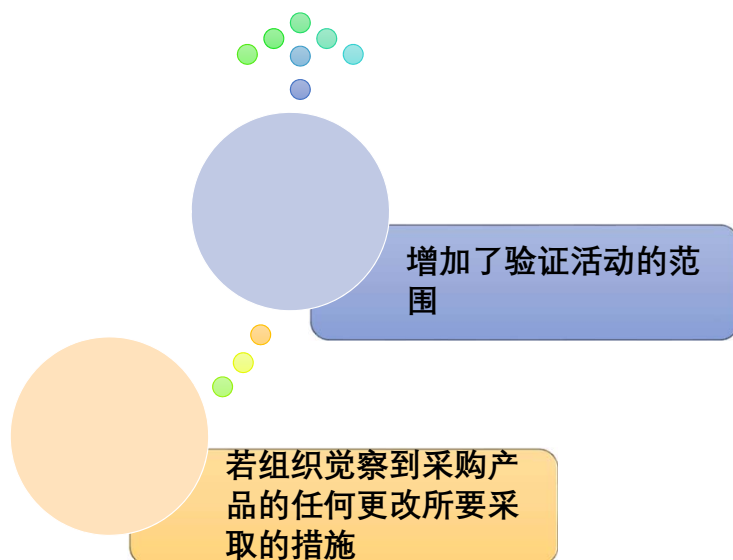 增加了验证活动的范
围
若组织觉察到采购产
品的任何更改所要采
取的措施